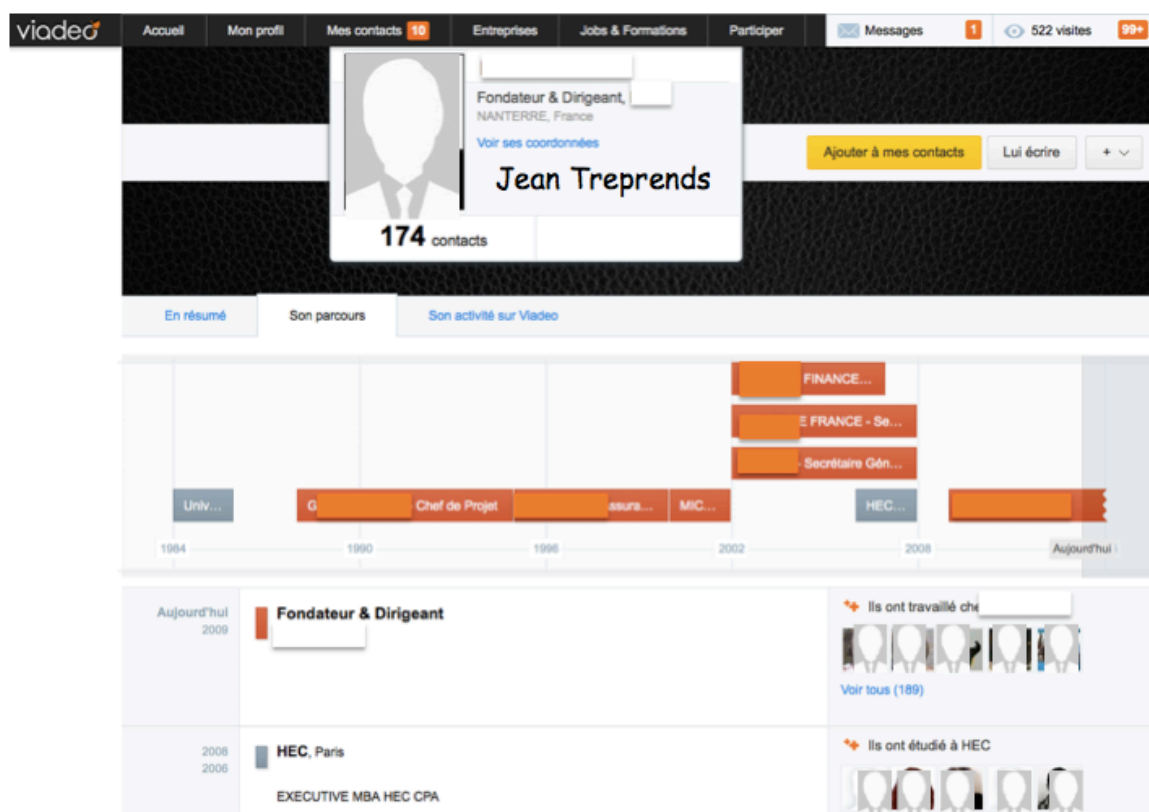 viadeo Accueil Mon profil Mes contacts 10 Entreprises Jobs & Formations Participer Messages 1 522 visites 99+
Fondateur & Dirigeant,
NANTERRE, France
Voir ses coordonnées
Ajouter à mes contacts Lui écrire +
Jean Treprends
174 contacts
En résumé Son parcours Son activité sur Viadeo
FINANCE...
E FRANCE - Se...
- Secrétaire Gén...
Univ... G Chef de Projet ssura... MIC... HEC...
1984 1990 1996 2002 2008 Aujourd'hui
Aujourd'hui Fondateur & Dirigeant Ils ont travaillé che
2009
Voir tous (189)
2008 HEC, Paris Ils ont étudié à HEC
2006
EXECUTIVE MBA HEC CPA